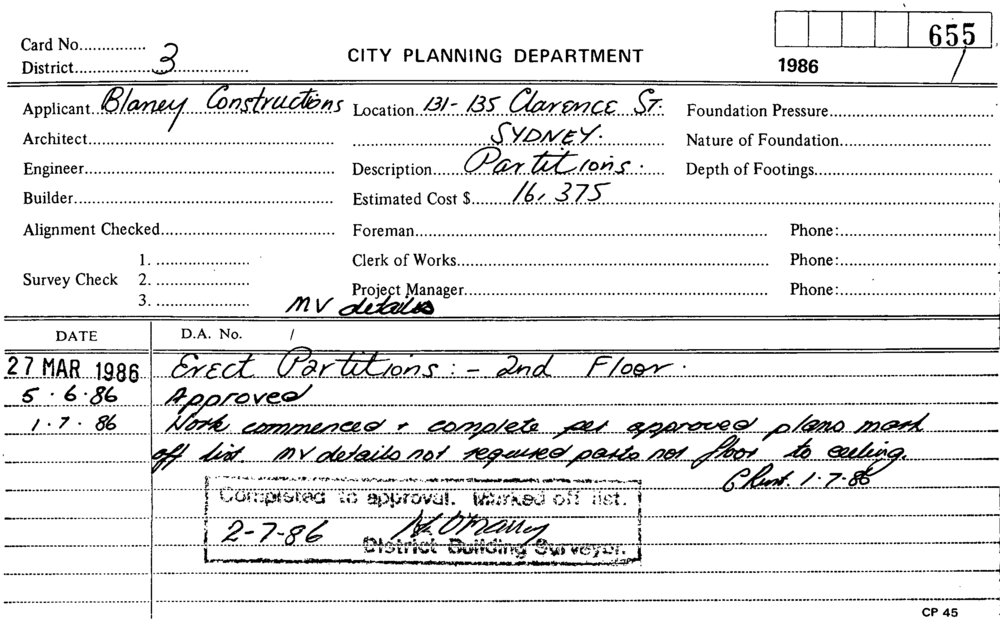 655
Card No...............
District............3...............
CITY PLANNING DEPARTMENT
1986
Applicant Blaney Constructions Location 131-135 Clarence St. Foundation Pressure
Architect SYDNEY. Nature of Foundation
Engineer Description Partitions. Depth of Footings
Builder Estimated Cost $ 16,375
Alignment Checked Foreman Phone:
1. Clerk of Works Phone:
Survey Check 2.
3. Project Manager Phone:
MV details
DATE D.A. No. /
27 MAR 1986 Erect Partitions:- 2nd Floor.
5.6.86 Approved
1.7.86 Work commenced + complete per approved plans mark
off list. MV details not required parts not floor to ceiling.
1.7.86
Completed to approval. Marked off list.
2-7-86
District Building Surveyor.
CP 45